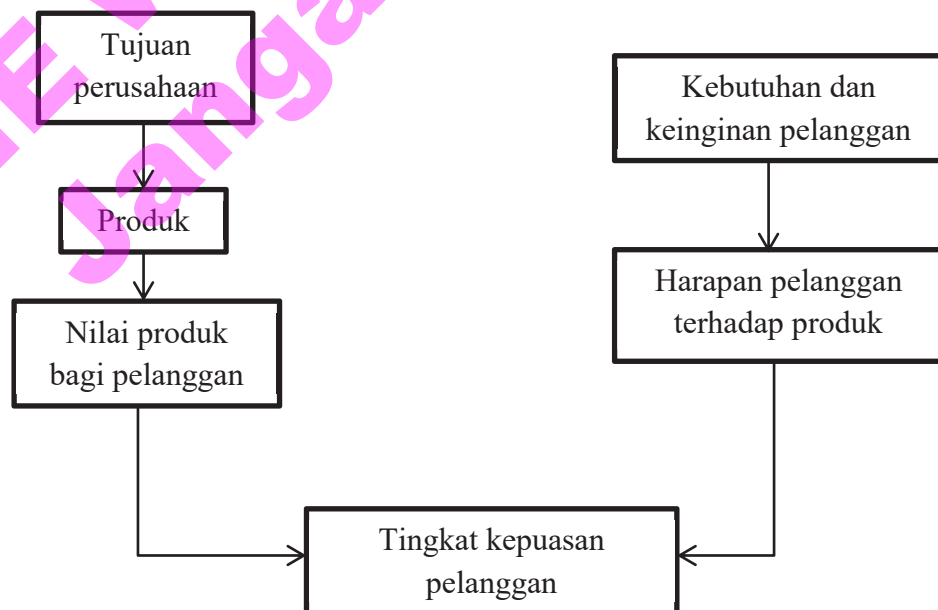 Tujuan
perusahaan
Produk
Nilai produk
bagi pelanggan
Kebutuhan dan
keinginan pelanggan
Harapan pelanggan
terhadap produk
Tingkat kepuasan
pelanggan